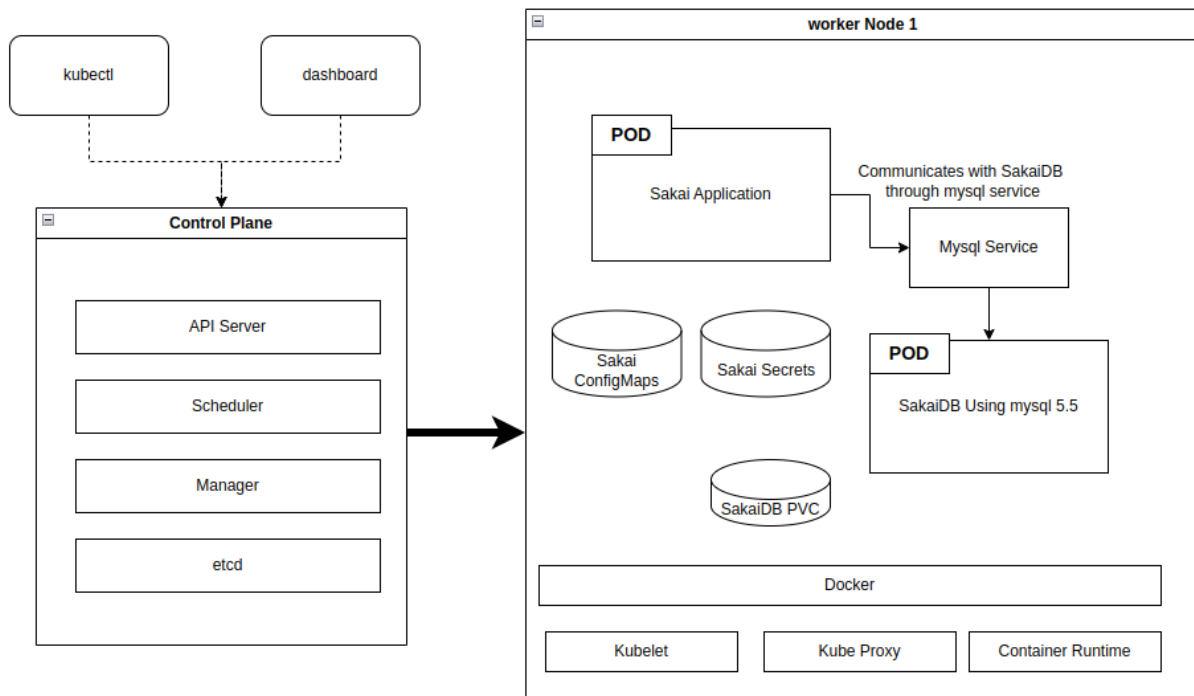 kubectl
dashboard
Control Plane
API Server
Scheduler
Manager
etcd
worker Node 1
POD
Sakai Application
Communicates with SakaiDB
through mysql service
Mysql Service
POD
SakaiDB Using mysql 5.5
Sakai
ConfigMaps
Sakai Secrets
SakaiDB PVC
Docker
Kubelet
Kube Proxy
Container Runtime